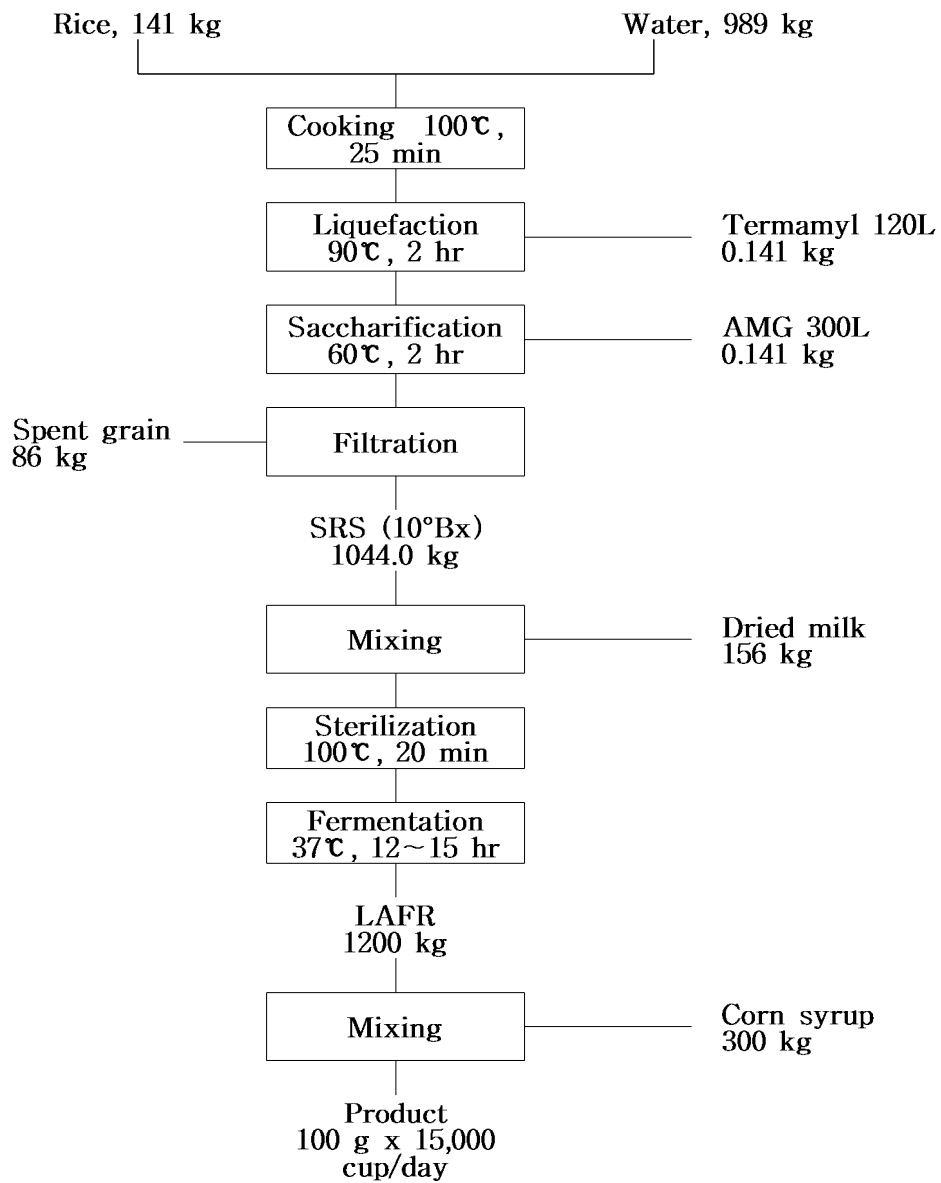 Rice, 141 kg
Water, 989 kg
Cooking 100℃,
25 min
Liquefaction
90℃, 2 hr
Termamyl 120L
0.141 kg
Saccharification
60℃, 2 hr
AMG 300L
0.141 kg
Spent grain
86 kg
Filtration
SRS (10°Bx)
1044.0 kg
Mixing
Dried milk
156 kg
Sterilization
100℃, 20 min
Fermentation
37℃, 12~15 hr
LAFR
1200 kg
Mixing
Corn syrup
300 kg
Product
100 g x 15,000
cup/day